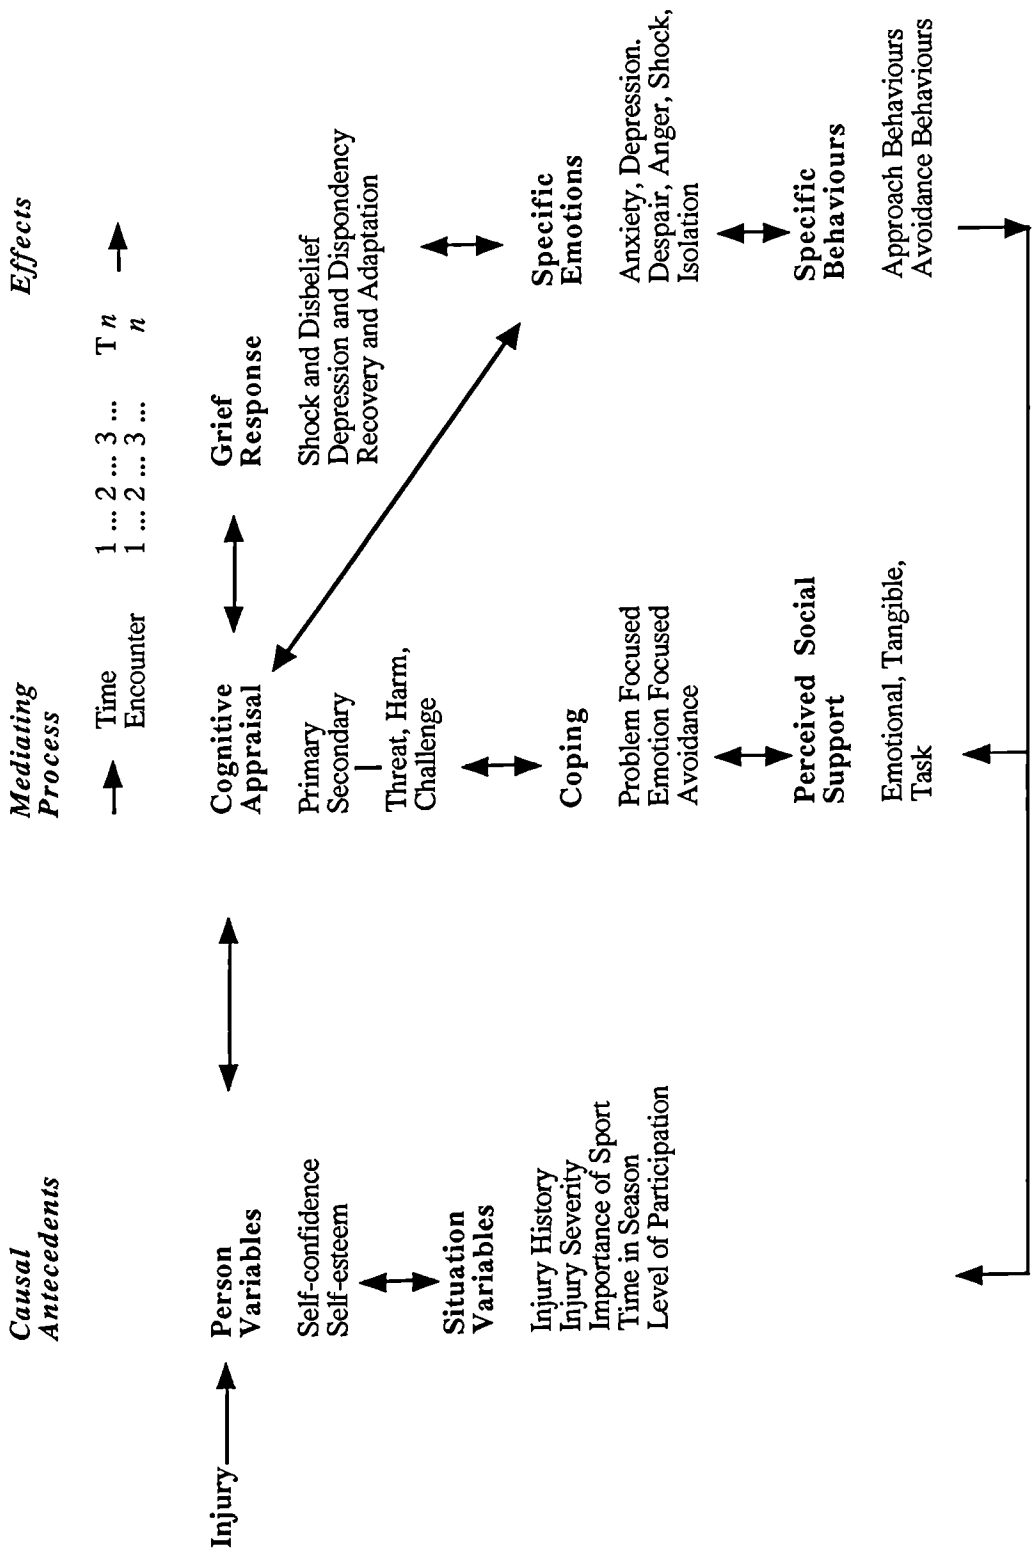 Causal
Antecedents
Mediating
Process
Effects
Time 1 ... 2 ... 3 ... T n
Encounter 1 ... 2 ... 3 ... n
Injury
Person
Variables
Self-confidence
Self-esteem
Situation
Variables
Injury History
Injury Severity
Importance of Sport
Time in Season
Level of Participation
Cognitive
Appraisal
Primary
Secondary
Threat, Harm,
Challenge
Coping
Problem Focused
Emotion Focused
Avoidance
Perceived Social
Support
Emotional, Tangible,
Task
Grief
Response
Shock and Disbelief
Depression and Dispondency
Recovery and Adaptation
Specific
Emotions
Anxiety, Depression.
Despair, Anger, Shock,
Isolation
Specific
Behaviours
Approach Behaviours
Avoidance Behaviours